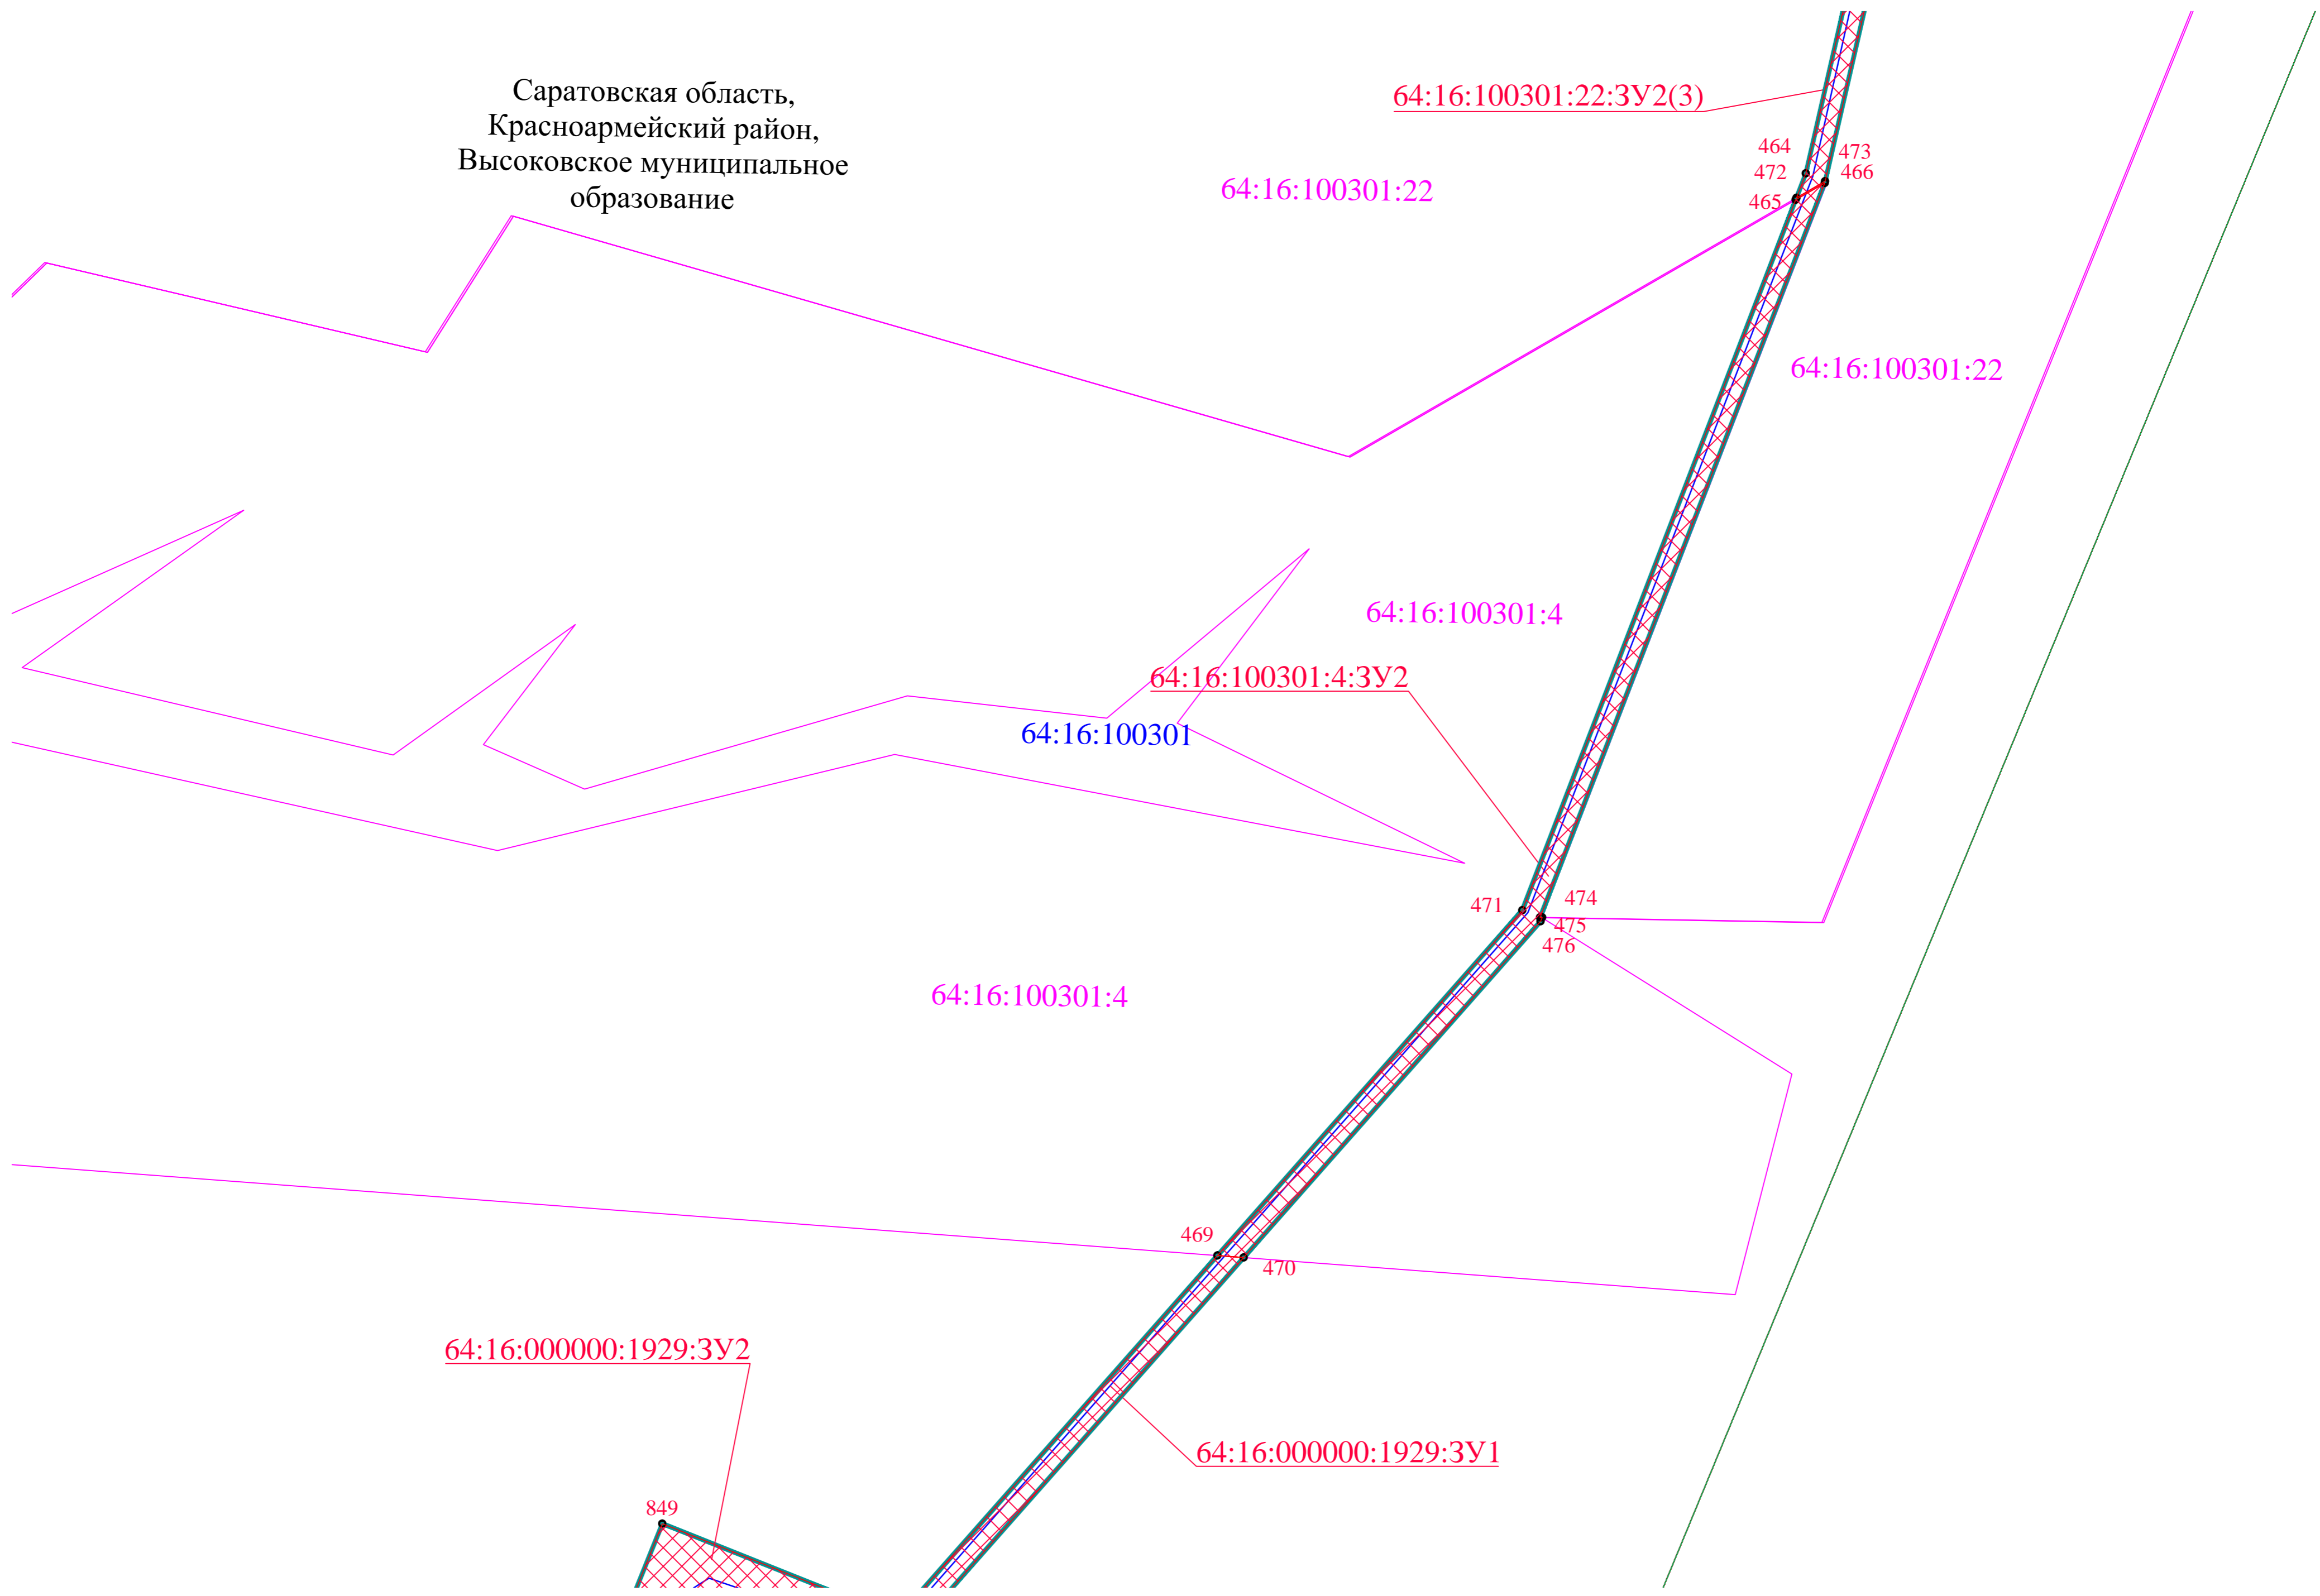 Саратовская область,
Красноармейский район,
Высоковское муниципальное
образование
64:16:100301:22:ЗУ2(3)
464
473
472
466
64:16:100301:22
465
64:16:100301:22
64:16:100301:4
64:16:100301:4:ЗУ2
64:16:100301
471
474
475
476
64:16:100301:4
469
470
64:16:000000:1929:ЗУ2
64:16:000000:1929:ЗУ1
849